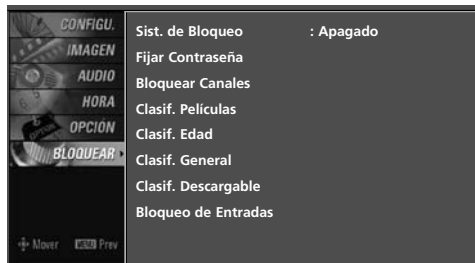 CONFIGU.
IMAGEN
AUDIO
HORA
OPCIÓN
BLOQUEAR
Mover MENU Prev
Sist. de Bloqueo : Apagado
Fijar Contraseña
Bloquear Canales
Clasif. Películas
Clasif. Edad
Clasif. General
Clasif. Descargable
Bloqueo de Entradas